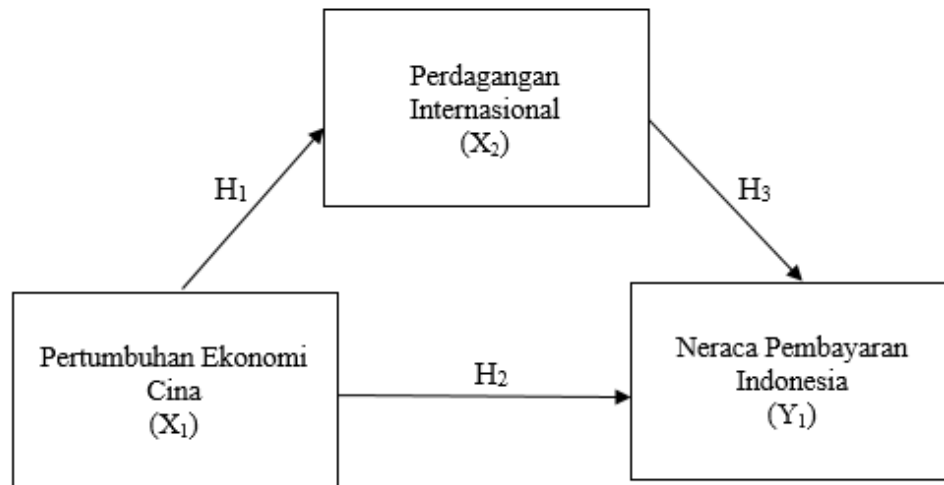 Perdagangan
Internasional
(X₂)
H₁
H₃
Pertumbuhan Ekonomi
Cina
(X₁)
H₂
Neraca Pembayaran
Indonesia
(Y₁)